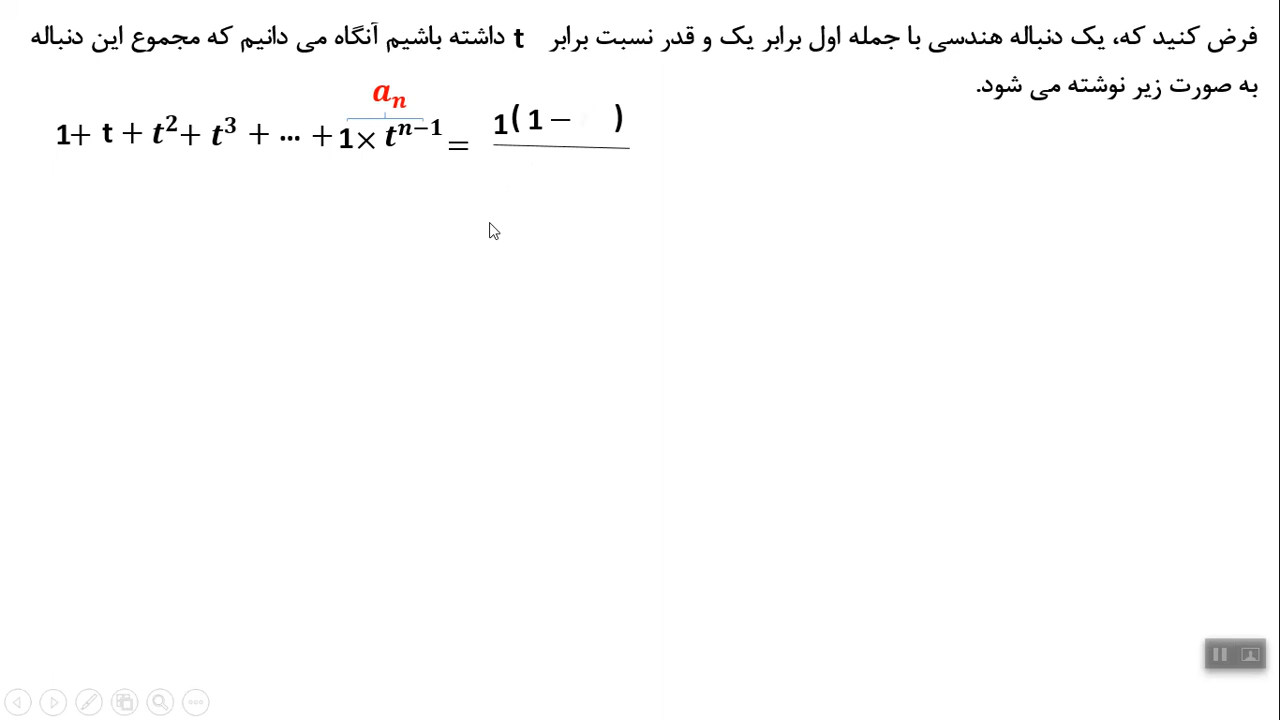 فرض کنید که، یک دنباله هندسی با جمله اول برابر یک و قدر نسبت برابر t داشته باشیم آنگاه می دانیم که مجموع این دنباله
به صورت زیر نوشته می شود.
aₙ
1+ t + t² + t³ + ... + 1× tⁿ⁻¹ = 1( 1 − )